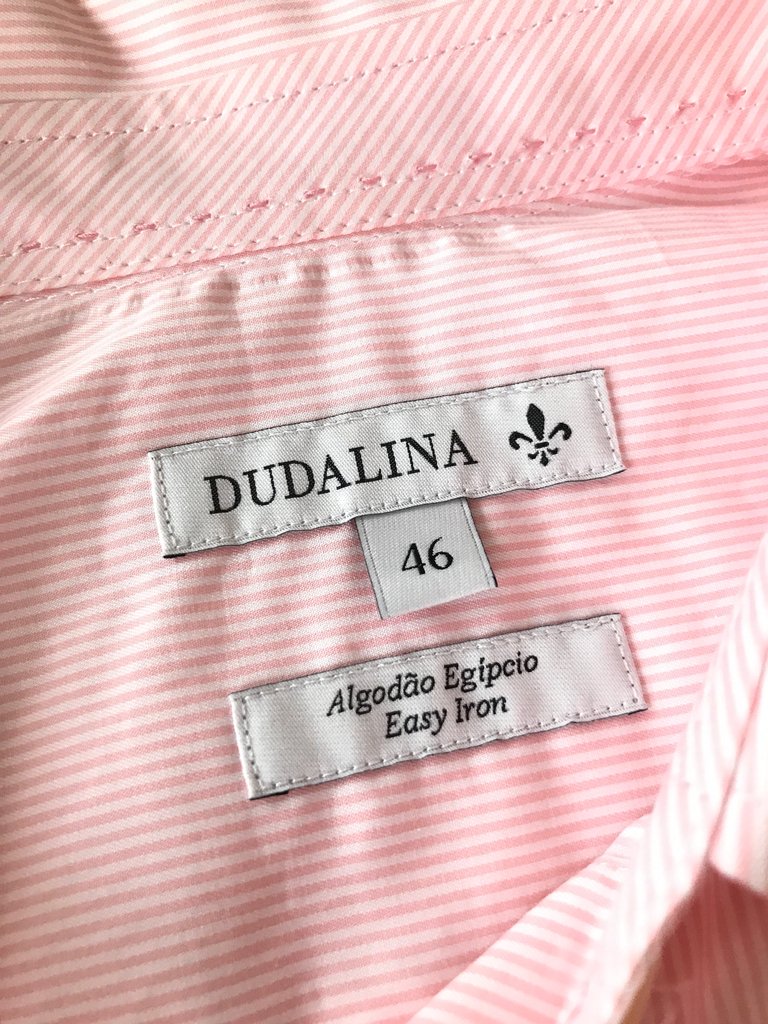 DUDALINA
46
Algodão Egípcio
Easy Iron